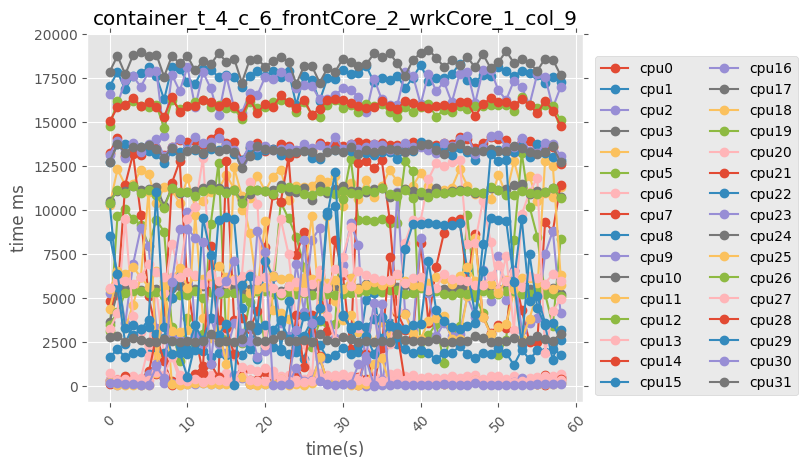 container_t_4_c_6_frontCore_2_wrkCore_1_col_9
time ms
20000
17500
15000
12500
10000
7500
5000
2500
0
0
10
20
30
40
50
60
time(s)
cpu0
cpu1
cpu2
cpu3
cpu4
cpu5
cpu6
cpu7
cpu8
cpu9
cpu10
cpu11
cpu12
cpu13
cpu14
cpu15
cpu16
cpu17
cpu18
cpu19
cpu20
cpu21
cpu22
cpu23
cpu24
cpu25
cpu26
cpu27
cpu28
cpu29
cpu30
cpu31